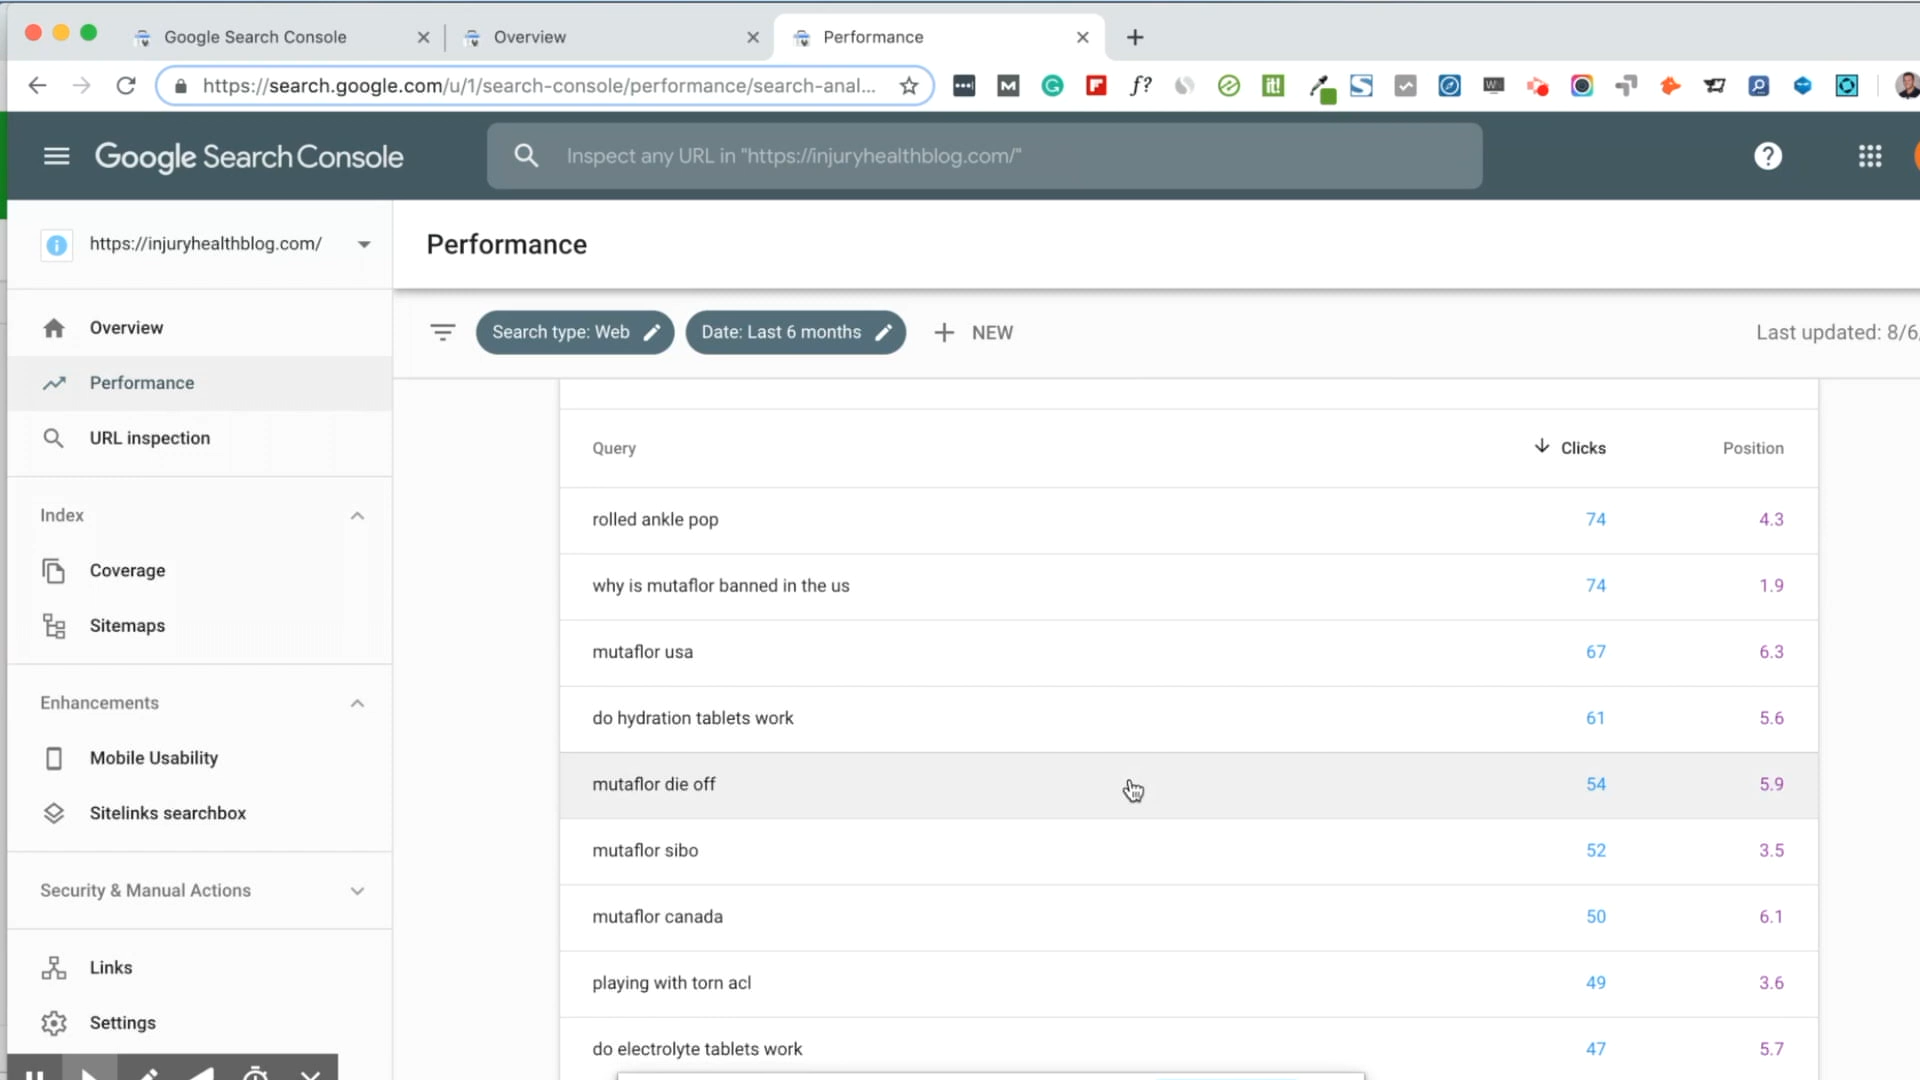 Google Search Console
Overview
Performance
https://search.google.com/u/1/search-console/performance/search-anal...
Google Search Console
Inspect any URL in "https://injuryhealthblog.com/"
https://injuryhealthblog.com/
Performance
Overview
Performance
URL inspection
Index
Coverage
Sitemaps
Enhancements
Mobile Usability
Sitelinks searchbox
Security & Manual Actions
Links
Settings
Search type: Web
Date: Last 6 months
NEW
Last updated: 8/6/
Query Clicks Position
rolled ankle pop 74 4.3
why is mutaflor banned in the us 74 1.9
mutaflor usa 67 6.3
do hydration tablets work 61 5.6
mutaflor die off 54 5.9
mutaflor sibo 52 3.5
mutaflor canada 50 6.1
playing with torn acl 49 3.6
do electrolyte tablets work 47 5.7